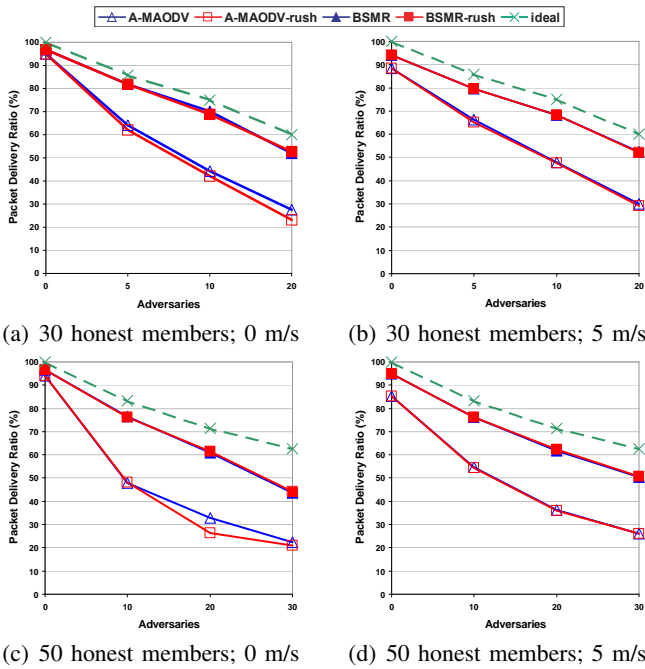 A-MAODV A-MAODV-rush BSMR BSMR-rush ideal
Packet Delivery Ratio (%)
100
90
80
70
60
50
40
30
20
10
0
0 5 10 20
Adversaries
(a) 30 honest members; 0 m/s
Packet Delivery Ratio (%)
100
90
80
70
60
50
40
30
20
10
0
0 5 10 20
Adversaries
(b) 30 honest members; 5 m/s
Packet Delivery Ratio (%)
100
90
80
70
60
50
40
30
20
10
0
0 10 20 30
Adversaries
(c) 50 honest members; 0 m/s
Packet Delivery Ratio (%)
100
90
80
70
60
50
40
30
20
10
0
0 10 20 30
Adversaries
(d) 50 honest members; 5 m/s